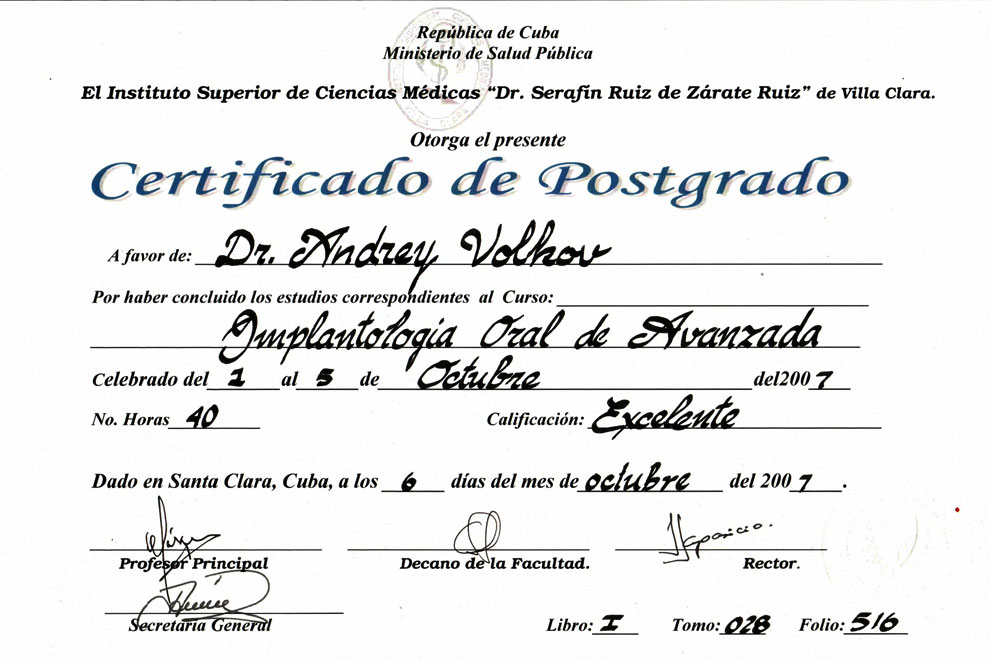 República de Cuba
Ministerio de Salud Pública
El Instituto Superior de Ciencias Médicas “Dr. Serafín Ruiz de Zárate Ruiz” de Villa Clara.
Otorga el presente
Certificado de Postgrado
A favor de: Dr. Andrey Volkov
Por haber concluido los estudios correspondientes al Curso:
Implantología Oral de Avanzada
Celebrado del 1 al 5 de Octubre del 2007
No. Horas 40 Calificación: Excelente
Dado en Santa Clara, Cuba, a los 6 días del mes de octubre del 2007.
Profesor Principal Decano de la Facultad. Rector.
Secretaria General
Libro: I Tomo: 028 Folio: 516